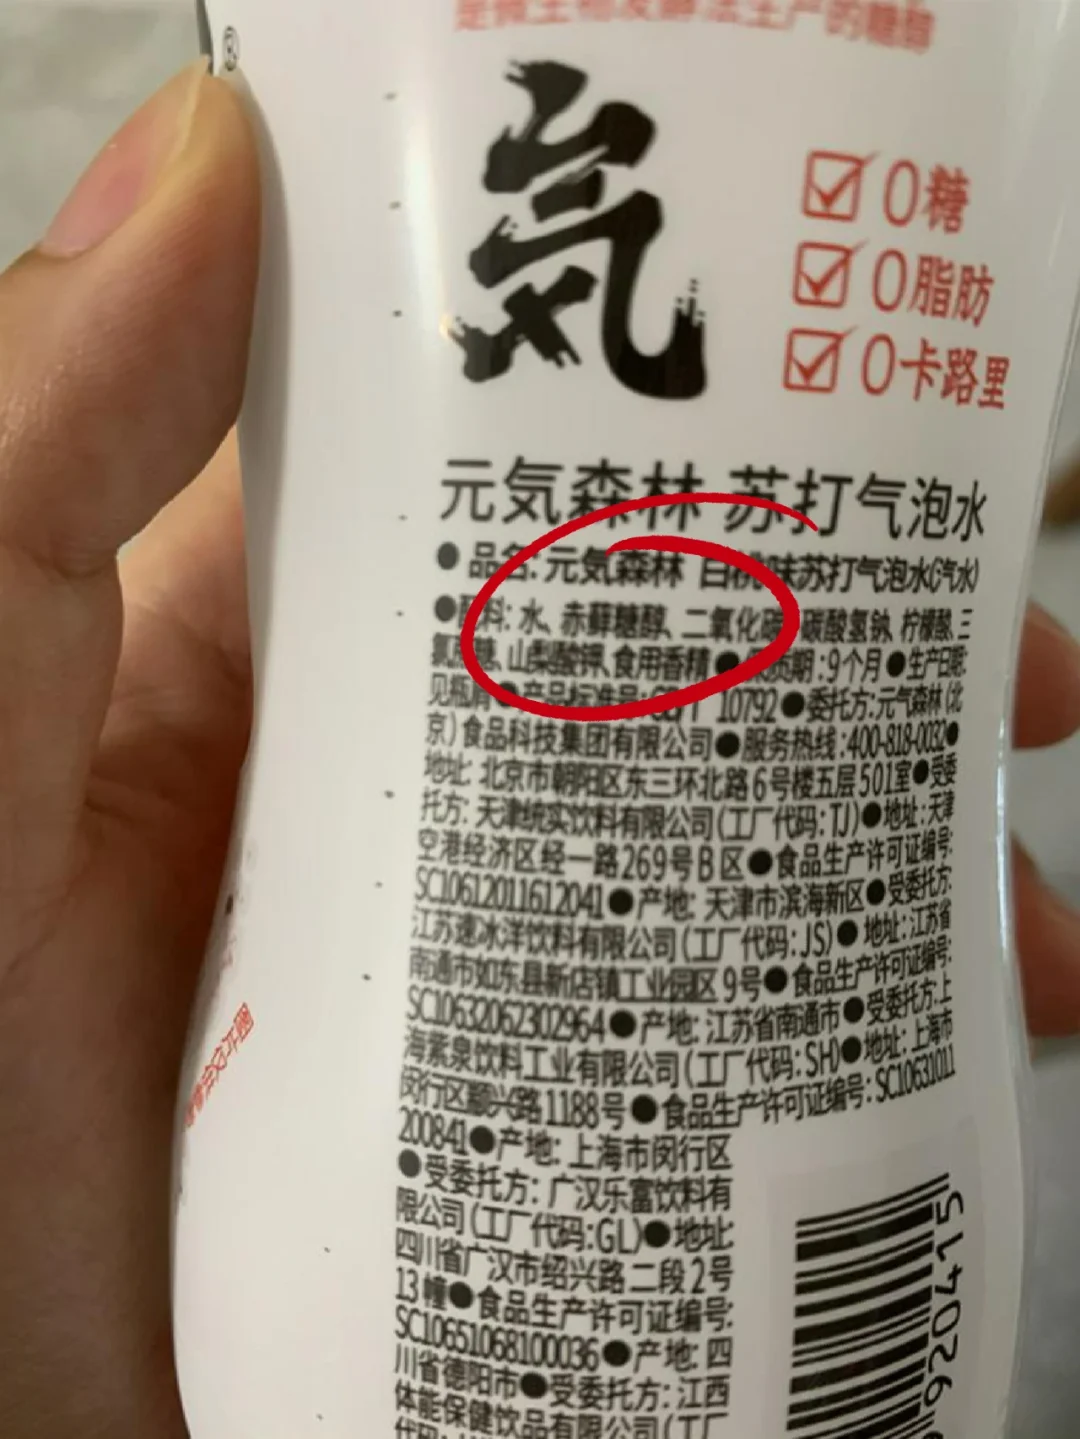 是微生物发酵法生产的糖醇
®
気
0糖
0脂肪
0卡路里
元気森林 苏打气泡水
●品名:元気森林 白桃味苏打气泡水(汽水)
●配料:水、赤藓糖醇、二氧化碳、碳酸氢钠、柠檬酸、三
氯蔗糖、山梨酸钾、食用香精●保质期:9个月●生产日期:
见瓶肩●产品标准号:GB/T 10792●委托方:元气森林(北
京)食品科技集团有限公司●服务热线:400-818-0032●
地址:北京市朝阳区东三环北路6号楼五层501室●受委
托方:天津统实饮料有限公司(工厂代码:TJ)●地址:天津
空港经济区经一路269号B区●食品生产许可证编号:
SC10612011612041●产地:天津市滨海新区●受委托方:
江苏速冰洋饮料有限公司(工厂代码:JS)●地址:江苏省
南通市如东县新店镇工业园区9号●食品生产许可证编号:
SC10632062302964●产地:江苏省南通市●受委托方:上
海紫泉饮料工业有限公司(工厂代码:SH)●地址:上海市
闵行区顺兴路1188号●食品生产许可证编号:SC10631011
200841●产地:上海市闵行区
●受委托方:广汉乐富饮料有
限公司(工厂代码:GL)●地址:
四川省广汉市绍兴路二段2号
13幢●食品生产许可证编号:
SC10651068100036●产地:四
川省德阳市●受委托方:江西
体能保健饮品有限公司(工厂
920415